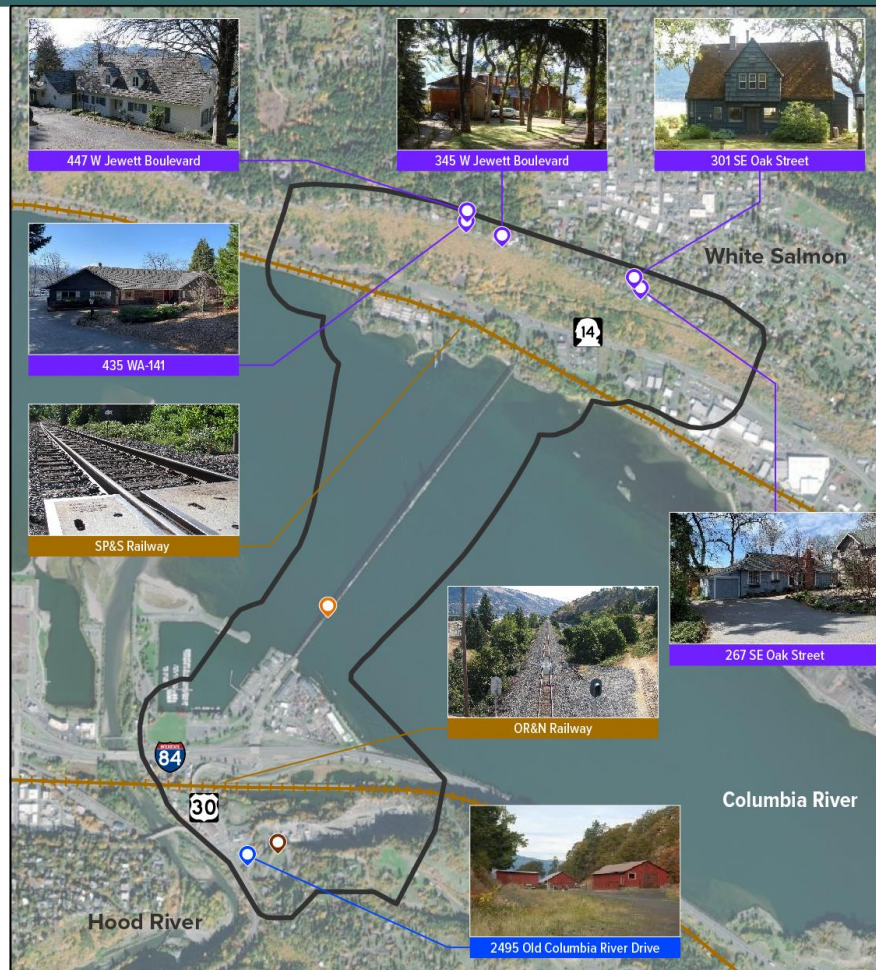 447 W Jewett Boulevard
345 W Jewett Boulevard
301 SE Oak Street
White Salmon
435 WA-141
14
SP&S Railway
267 SE Oak Street
OR&N Railway
INTERSTATE
84
30
Columbia River
Hood River
2495 Old Columbia River Drive